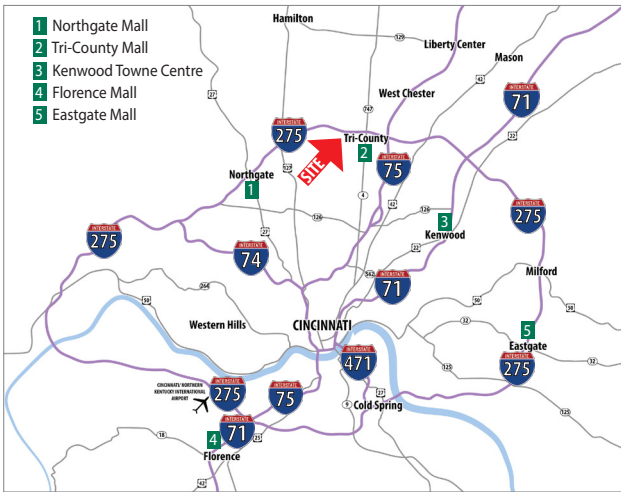 1 Northgate Mall
2 Tri-County Mall
3 Kenwood Towne Centre
4 Florence Mall
5 Eastgate Mall
Hamilton
129
Liberty Center
Mason
42
27
747
West Chester
INTERSTATE
71
22
INTERSTATE
275
SITE
Tri-County
2
127
INTERSTATE
75
Northgate
1
4
42
126
126
3
Kenwood
INTERSTATE
275
INTERSTATE
275
27
22
INTERSTATE
74
562
INTERSTATE
71
Milford
264
50
50
50
Western Hills
CINCINNATI
32
5
Eastgate
INTERSTATE
471
32
125
INTERSTATE
275
CINCINNATI/NORTHERN
KENTUCKY INTERNATIONAL
AIRPORT
INTERSTATE
275
INTERSTATE
75
27
9
Cold Spring
125
INTERSTATE
71
18
25
4
Florence
42